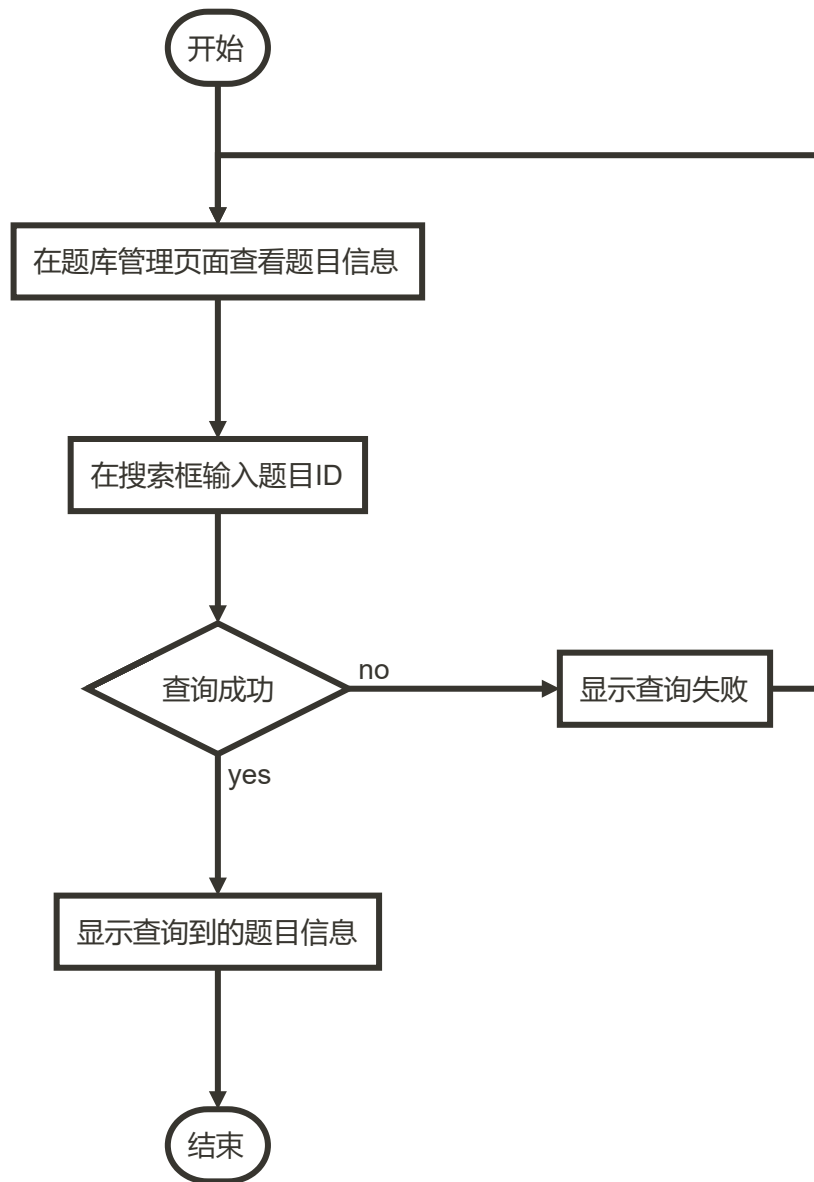 开始
在题库管理页面查看题目信息
在搜索框输入题目ID
查询成功
no
显示查询失败
yes
显示查询到的题目信息
结束